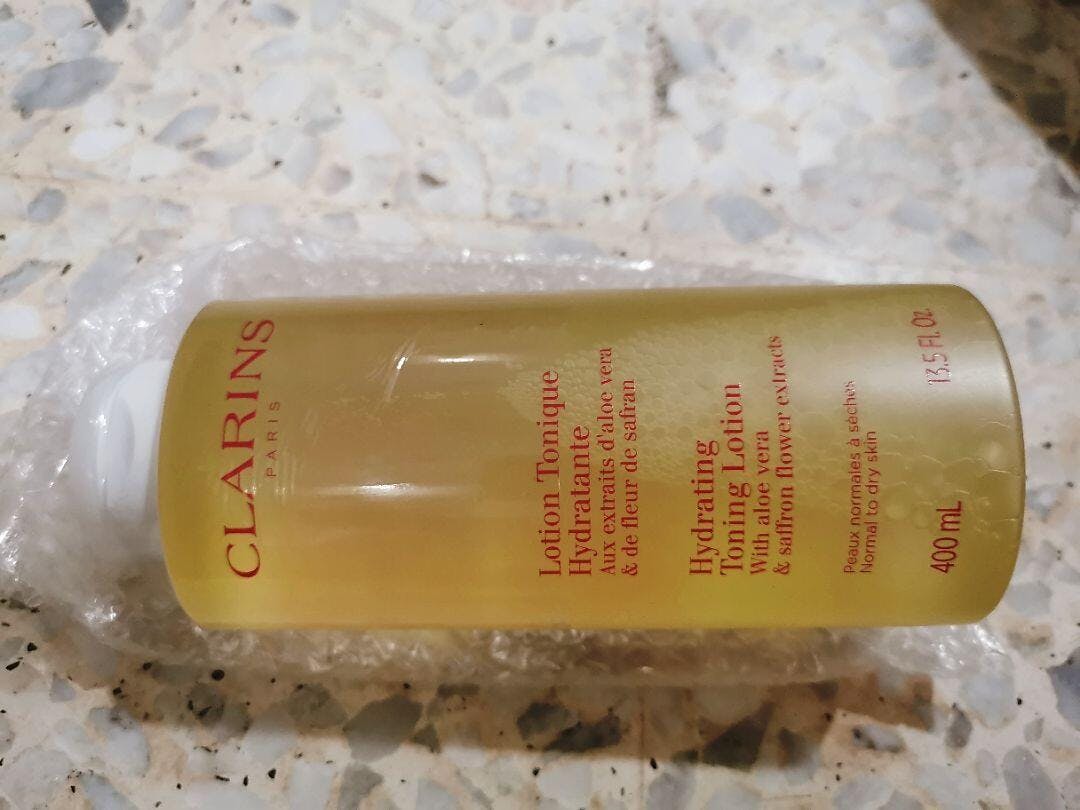 CLARINS
PARIS
Lotion Tonique
Hydratante
Aux extraits d'aloe vera
& de fleur de safran
Hydrating
Toning Lotion
With aloe vera
& saffron flower extracts
Peaux normales à sèches
Normal to dry skin
400 mL 13.5 Fl. Oz.